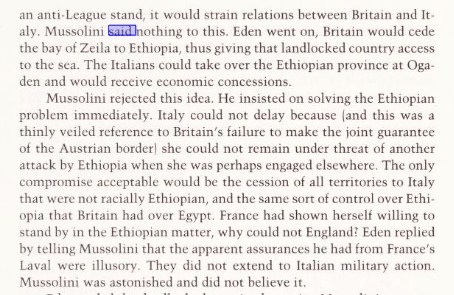 an anti-League stand, it would strain relations between Britain and It-
aly. Mussolini said nothing to this. Eden went on, Britain would cede
the bay of Zeila to Ethiopia, thus giving that landlocked country access
to the sea. The Italians could take over the Ethiopian province at Oga-
den and would receive economic concessions.
Mussolini rejected this idea. He insisted on solving the Ethiopian
problem immediately. Italy could not delay because (and this was a
thinly veiled reference to Britain's failure to make the joint guarantee
of the Austrian border) she could not remain under threat of another
attack by Ethiopia when she was perhaps engaged elsewhere. The only
compromise acceptable would be the cession of all territories to Italy
that were not racially Ethiopian, and the same sort of control over Ethi-
opia that Britain had over Egypt. France had shown herself willing to
stand by in the Ethiopian matter, why could not England? Eden replied
by telling Mussolini that the apparent assurances he had from France's
Laval were illusory. They did not extend to Italian military action.
Mussolini was astonished and did not believe it.